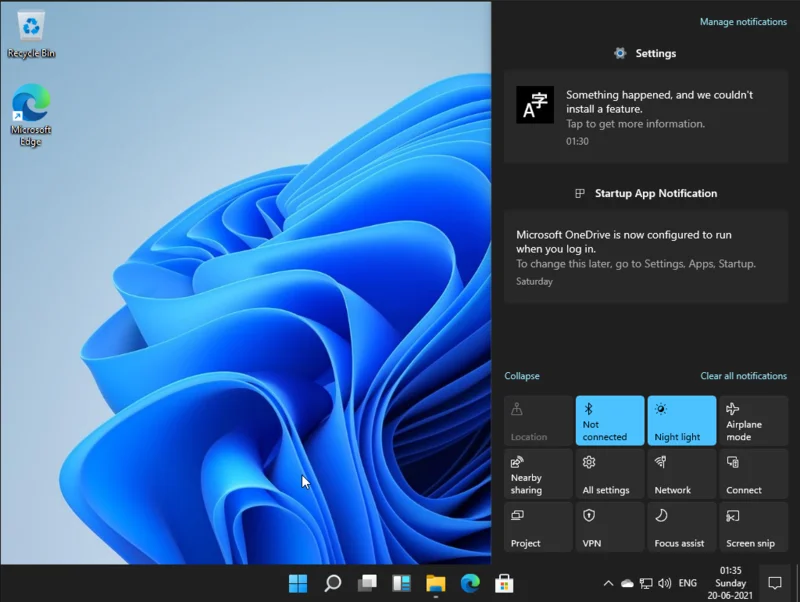 Recycle Bin
Microsoft
Edge
Manage notifications
Settings
A字
Something happened, and we couldn't
install a feature.
Tap to get more information.
01:30
Startup App Notification
Microsoft OneDrive is now configured to run
when you log in.
To change this later, go to Settings, Apps, Startup.
Saturday
Collapse
Clear all notifications
Location
Not
connected
Night light
Airplane
mode
Nearby
sharing
All settings
Network
Connect
Project
VPN
Focus assist
Screen snip
ENG
01:35
Sunday
20-06-2021